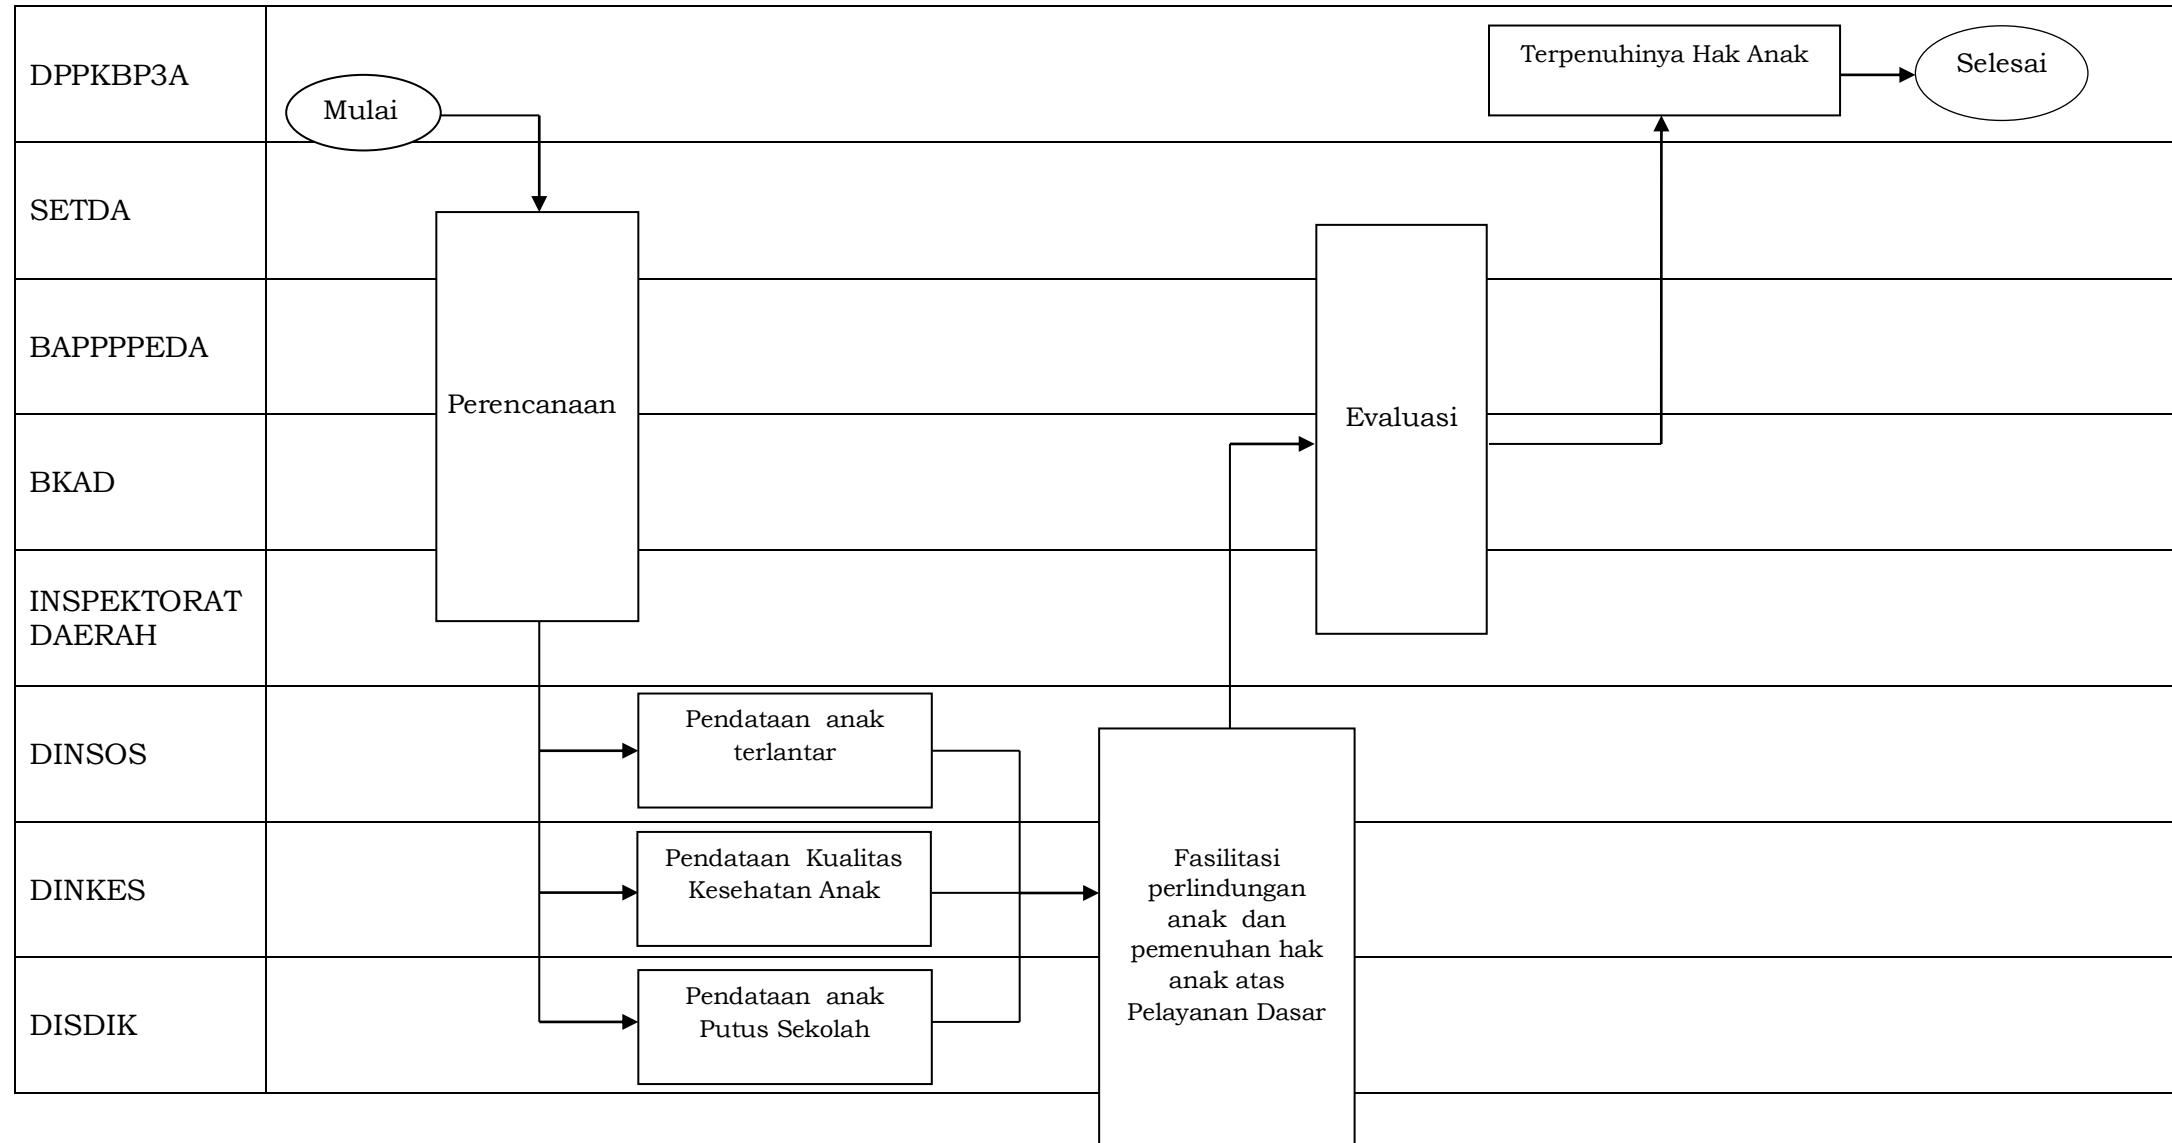 DPPKBP3A
Mulai
Terpenuhinya Hak Anak
Selesai
SETDA
BAPPPPEDA
Perencanaan
Evaluasi
BKAD
INSPEKTORAT
DAERAH
DINSOS
Pendataan anak
terlantar
DINKES
Pendataan Kualitas
Kesehatan Anak
Fasilitasi
perlindungan
anak dan
pemenuhan hak
anak atas
Pelayanan Dasar
DISDIK
Pendataan anak
Putus Sekolah